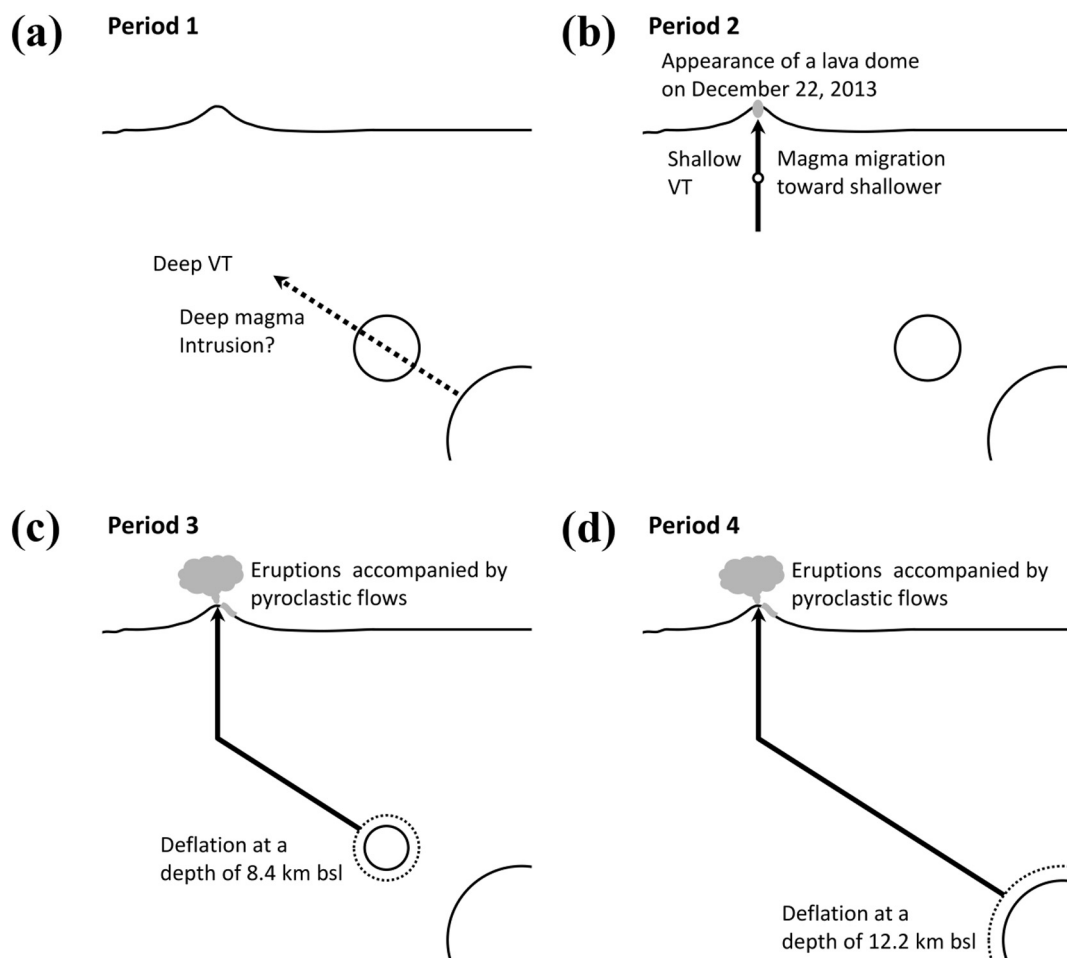 (a) Period 1
Deep VT
Deep magma
Intrusion?
(b) Period 2
Appearance of a lava dome
on December 22, 2013
Shallow
VT
Magma migration
toward shallower
(c) Period 3
Eruptions accompanied by
pyroclastic flows
Deflation at a
depth of 8.4 km bsl
(d) Period 4
Eruptions accompanied by
pyroclastic flows
Deflation at a
depth of 12.2 km bsl